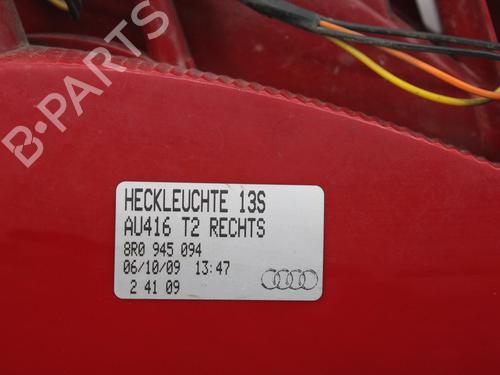 B-PARTS
HECKLEUCHTE 13S
AU416 T2 RECHTS
8R0 945 094
06/10/09 13:47
2 41 09